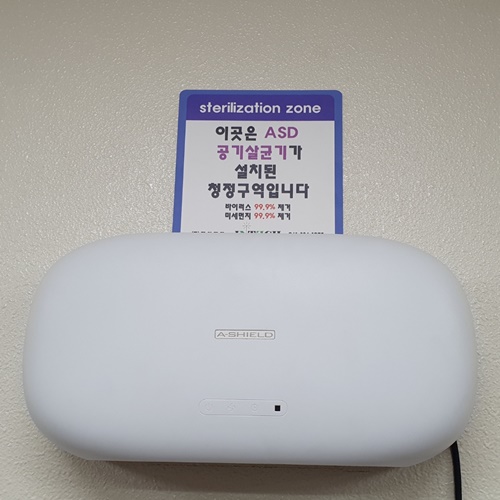 sterilization zone
이곳은 ASD
공기살균기가
설치된
청정구역입니다
바이러스 99.9% 제거
미세먼지 99.9% 제거
A-SHIELD